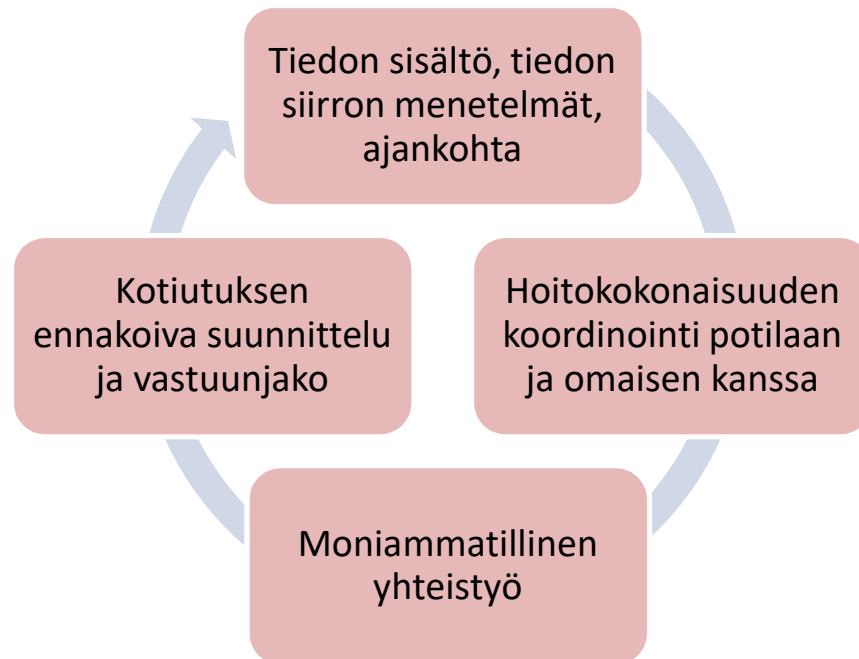 Tiedon sisältö, tiedon
siirron menetelmät,
ajankohta
Hoitokokonaisuuden
koordinointi potilaan
ja omaisen kanssa
Moniammatillinen
yhteistyö
Kotiutuksen
ennakoiva suunnittelu
ja vastuunjako